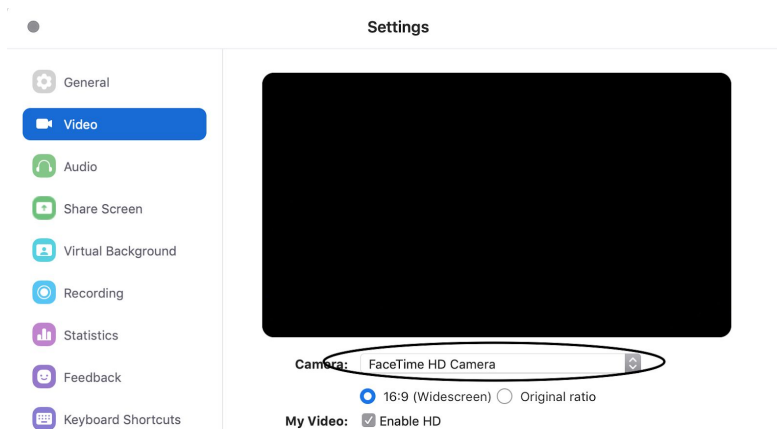 Settings
General
Video
Audio
Share Screen
Virtual Background
Recording
Statistics
Feedback
Keyboard Shortcuts
Camera: FaceTime HD Camera
16:9 (Widescreen) Original ratio
My Video: Enable HD